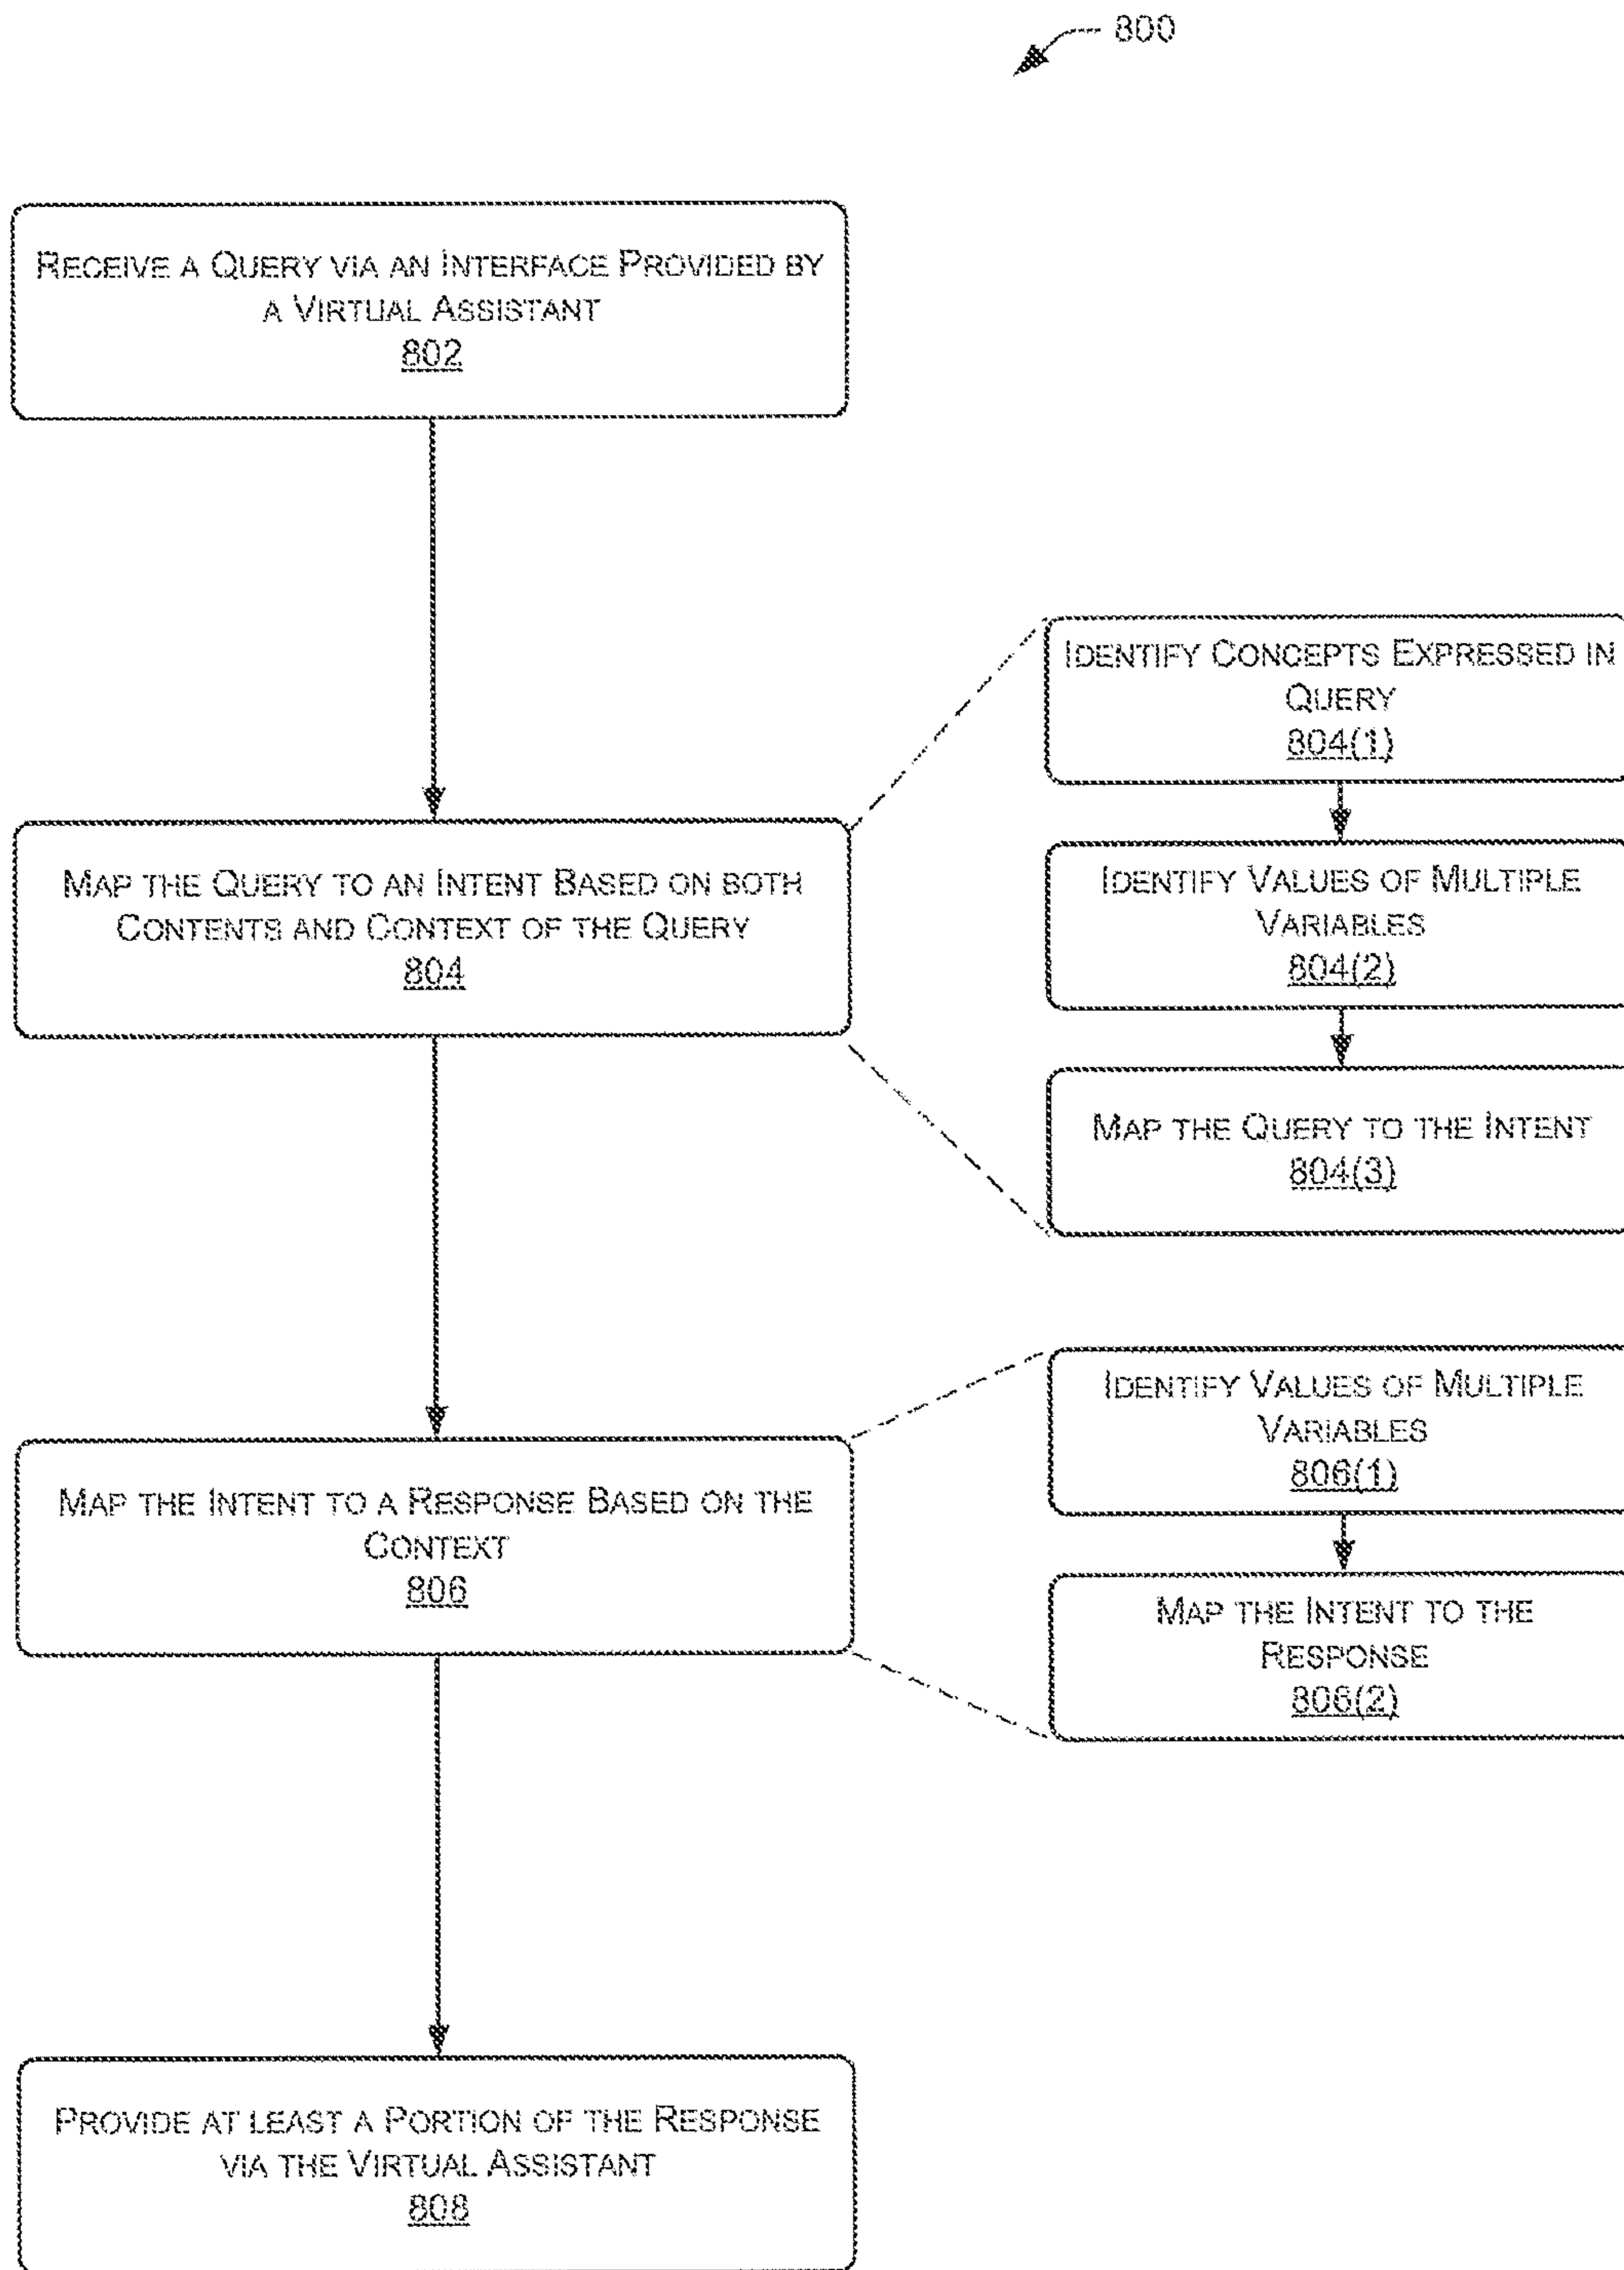 800
RECEIVE A QUERY VIA AN INTERFACE PROVIDED BY
A VIRTUAL ASSISTANT
802
MAP THE QUERY TO AN INTENT BASED ON BOTH
CONTENTS AND CONTEXT OF THE QUERY
804
IDENTIFY CONCEPTS EXPRESSED IN
QUERY
804(1)
IDENTIFY VALUES OF MULTIPLE
VARIABLES
804(2)
MAP THE QUERY TO THE INTENT
804(3)
MAP THE INTENT TO A RESPONSE BASED ON THE
CONTEXT
806
IDENTIFY VALUES OF MULTIPLE
VARIABLES
806(1)
MAP THE INTENT TO THE
RESPONSE
806(2)
PROVIDE AT LEAST A PORTION OF THE RESPONSE
VIA THE VIRTUAL ASSISTANT
808